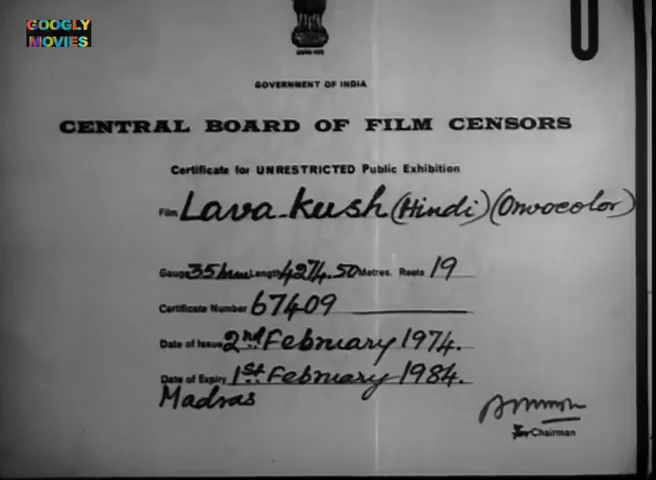 GOOGLY
MOVIES
GOVERNMENT OF INDIA
CENTRAL BOARD OF FILM CENSORS
Certificate for UNRESTRICTED Public Exhibition
Film Lava-kush (Hindi) (Orwocolor)
Gauge 35 mm Length 4274.50 Metres. Reels 19
Certificate Number 67409
Date of Issue 2nd February 1974.
Date of Expiry 1st February 1984.
Madras
Chairman